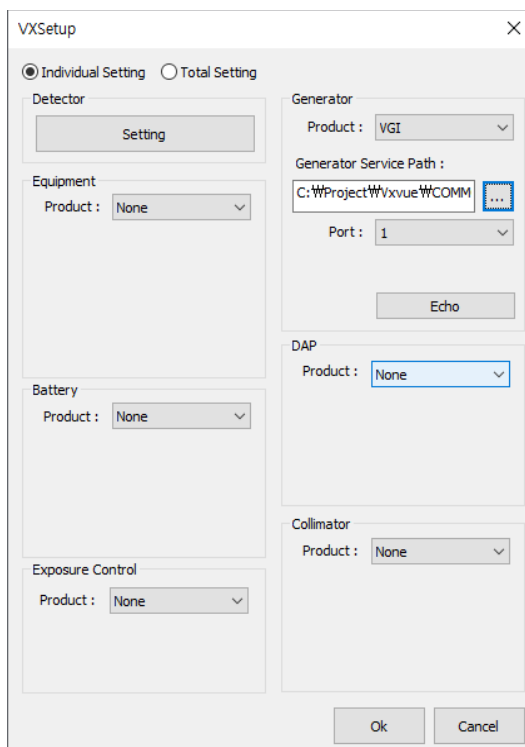 VXSetup
Individual Setting Total Setting
Detector
Setting
Equipment
Product : None
Battery
Product : None
Exposure Control
Product : None
Generator
Product : VGI
Generator Service Path :
C:₩Project₩Vxvue₩COMM ...
Port : 1
Echo
DAP
Product : None
Collimator
Product : None
Ok Cancel